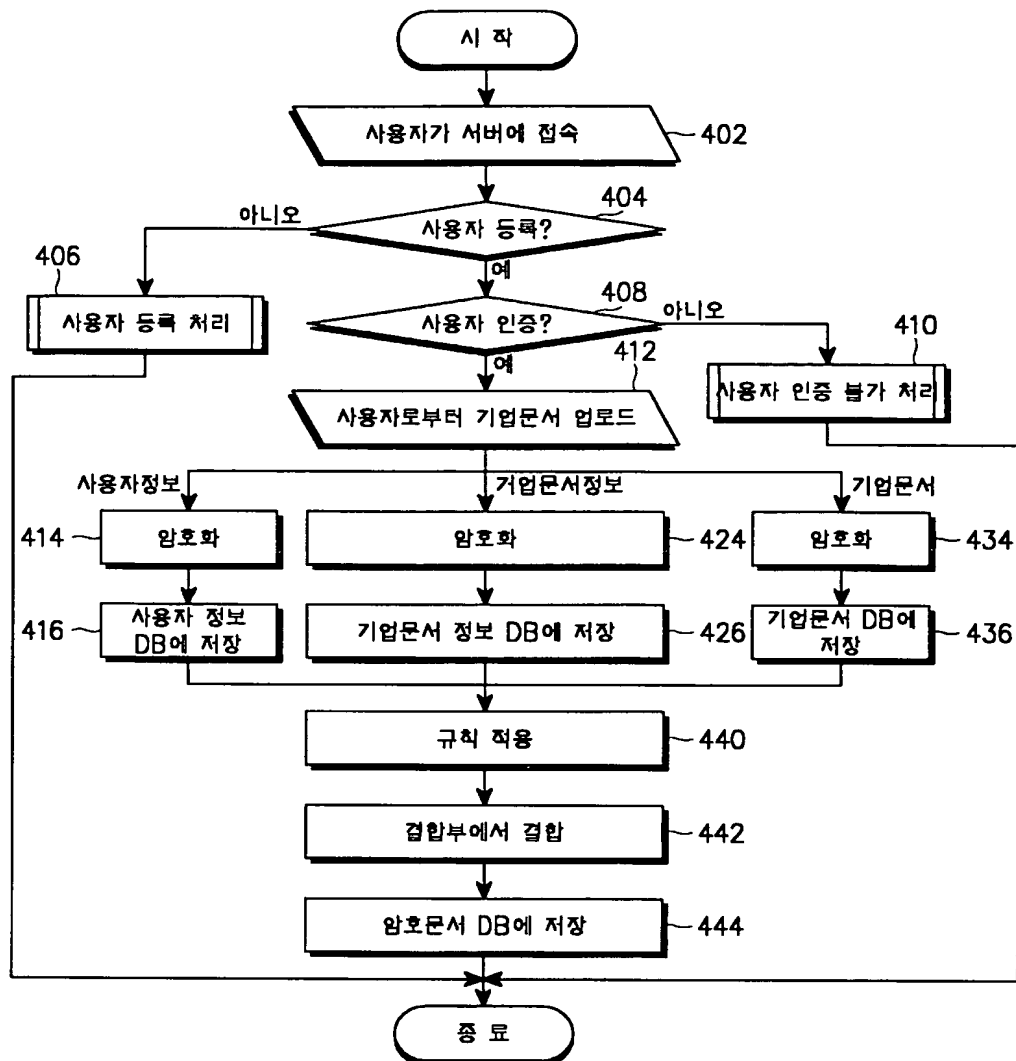 시 작
사용자가 서버에 접속
402
404
아니오
사용자 등록?
406
예
408
사용자 등록 처리
사용자 인증?
아니오
410
예
412
사용자 인증 불가 처리
사용자로부터 기업문서 업로드
사용자정보
기업문서정보
기업문서
414
암호화
암호화
424
암호화
434
416
사용자 정보
DB에 저장
기업문서 정보 DB에 저장
426
기업문서 DB에
저장
436
규칙 적용
440
결합부에서 결합
442
암호문서 DB에 저장
444
종 료